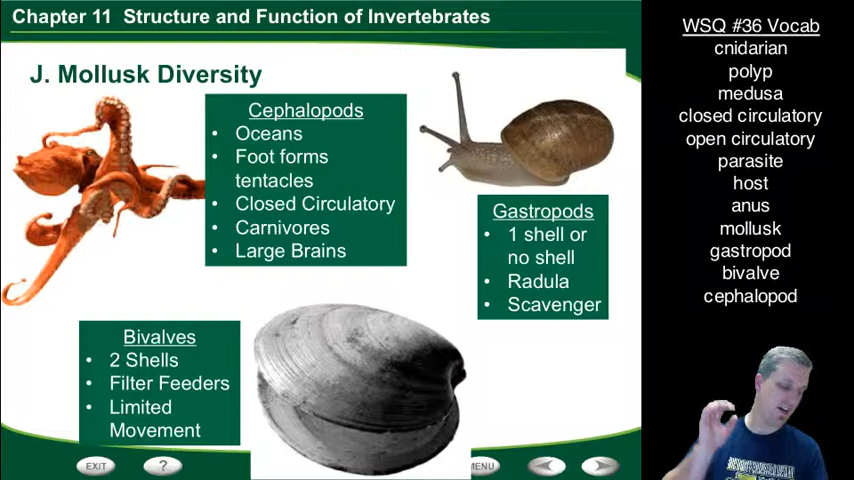 Chapter 11 Structure and Function of Invertebrates
J. Mollusk Diversity
Cephalopods
• Oceans
• Foot forms
tentacles
• Closed Circulatory
• Carnivores
• Large Brains
Gastropods
• 1 shell or
no shell
• Radula
• Scavenger
Bivalves
• 2 Shells
• Filter Feeders
• Limited
Movement
EXIT
?
MENU
WSQ #36 Vocab
cnidarian
polyp
medusa
closed circulatory
open circulatory
parasite
host
anus
mollusk
gastropod
bivalve
cephalopod